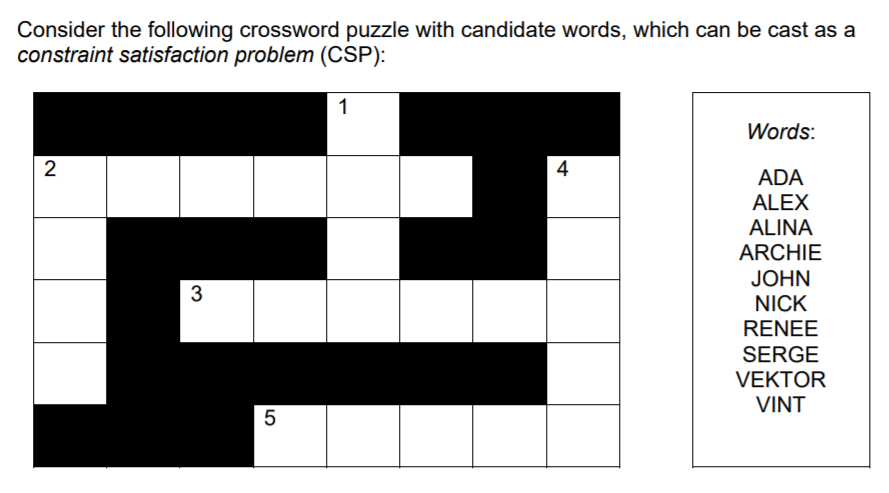 Consider the following crossword puzzle with candidate words, which can be cast as a
constraint satisfaction problem (CSP):
1
2
4
3
5
Words:
ADA
ALEX
ALINA
ARCHIE
JOHN
NICK
RENEE
SERGE
VEKTOR
VINT